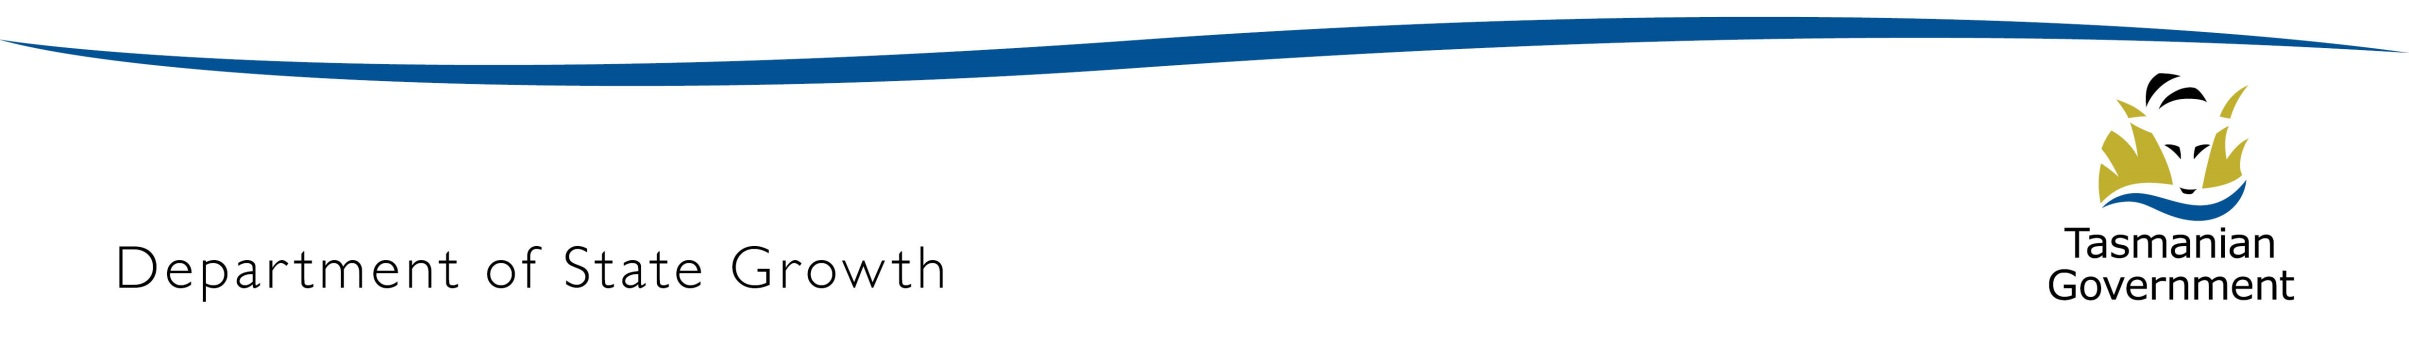 Department of State Growth
Tasmanian
Government